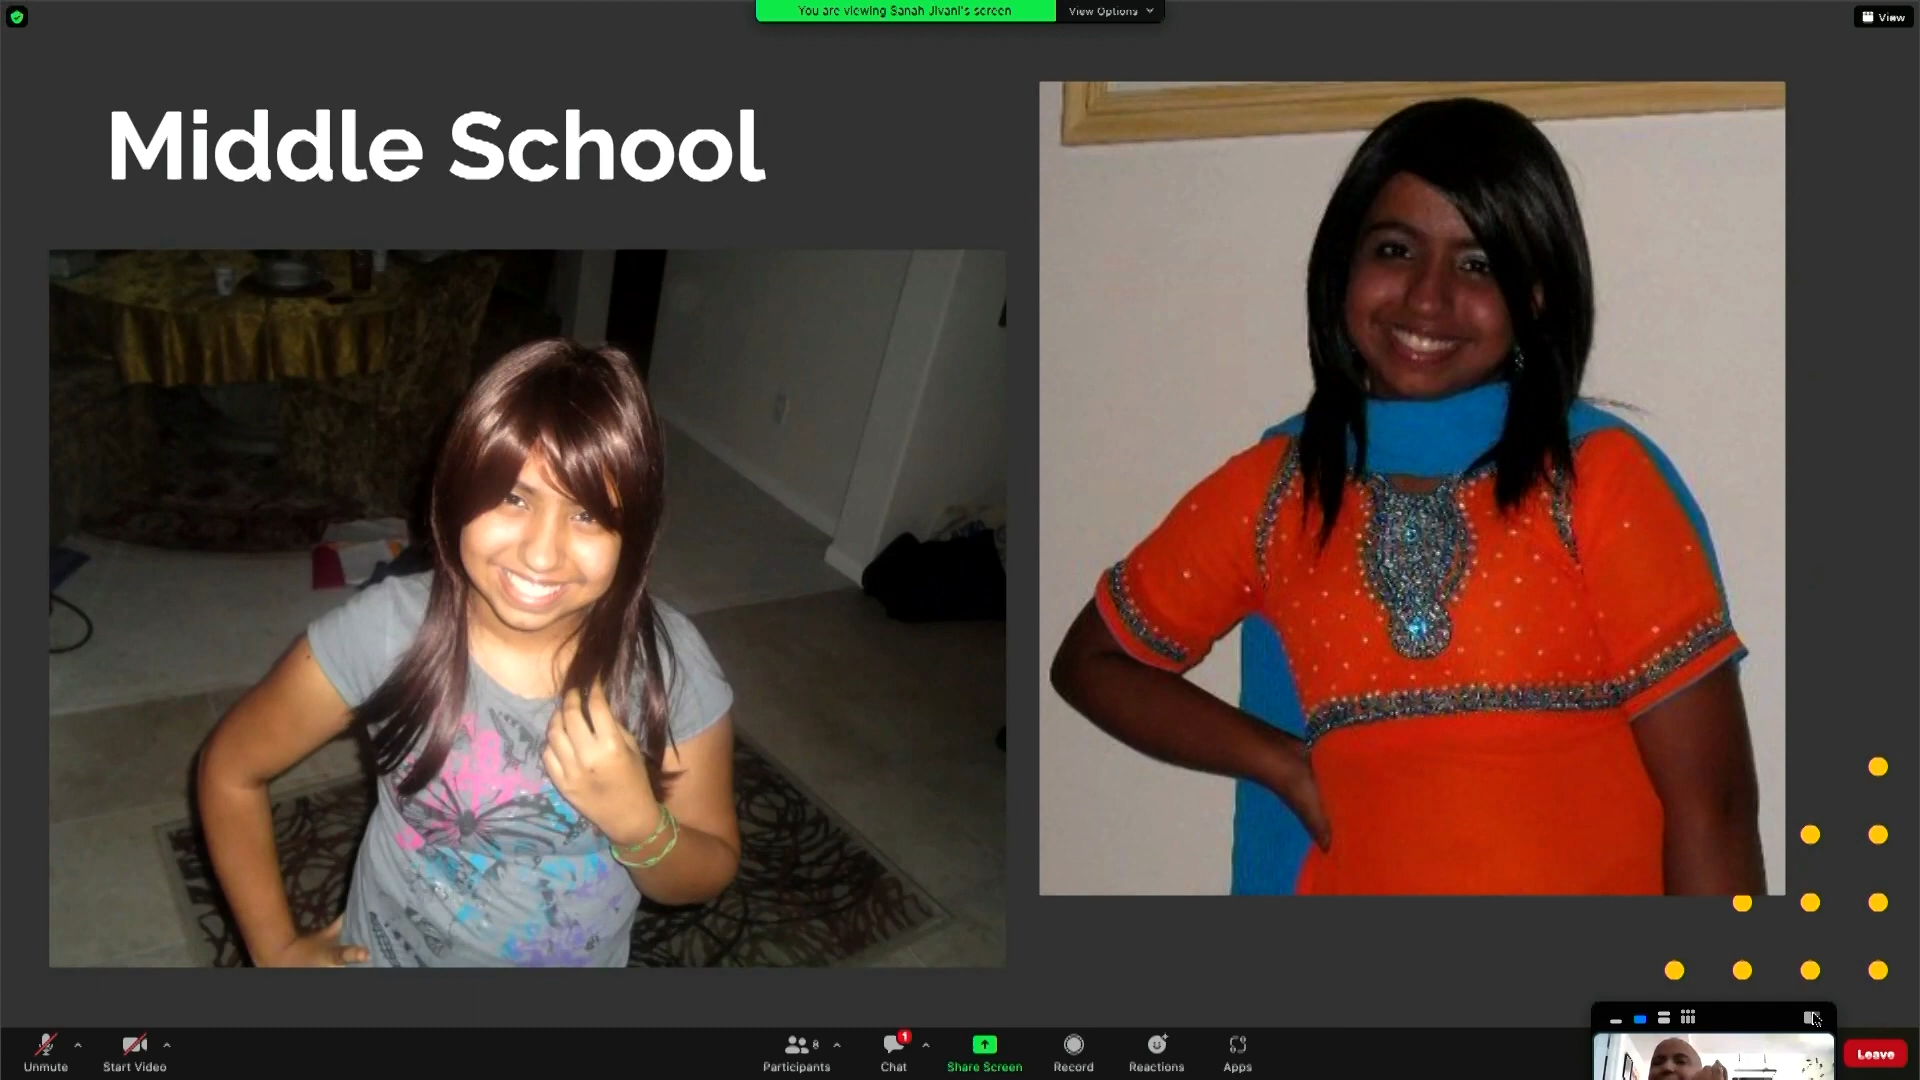 You are viewing Sanah Jivani's screen
View Options
View
Middle School
Unmute
Start Video
8
Participants
1
Chat
Share Screen
Record
Reactions
Apps
Leave